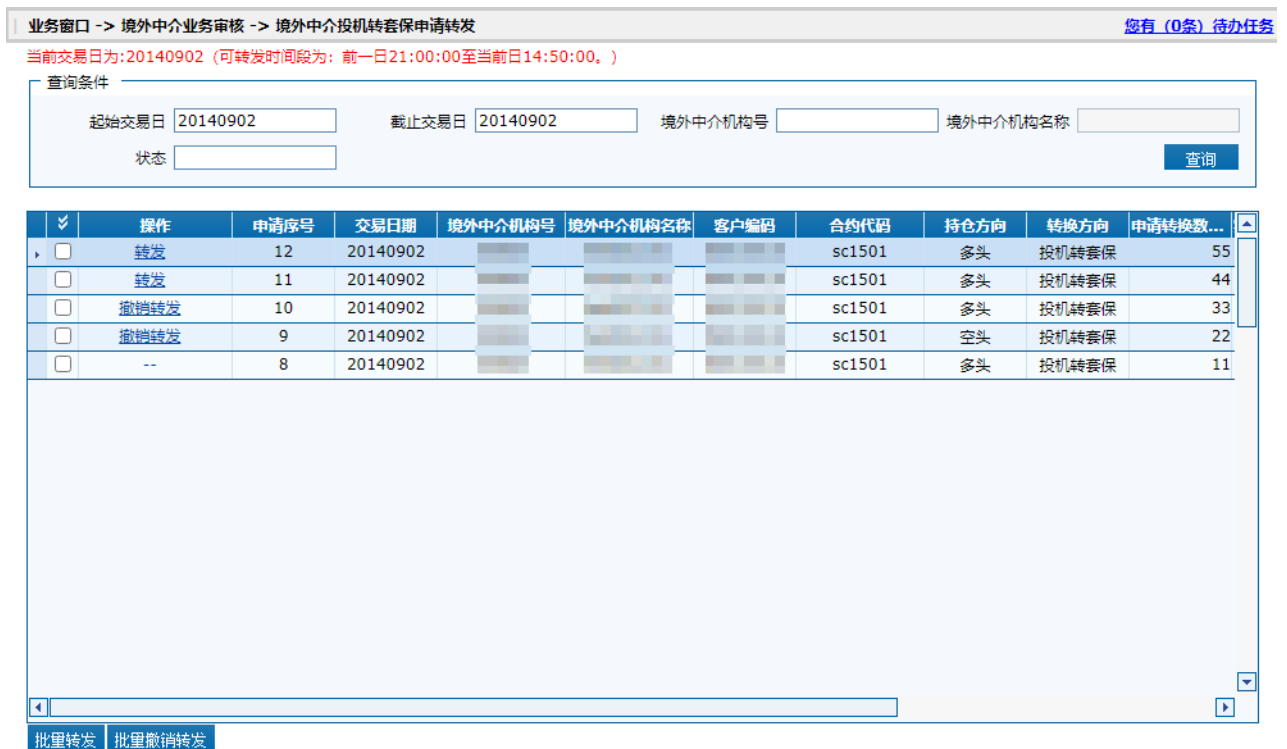 业务窗口 -> 境外中介业务审核 -> 境外中介投机转套保申请转发 您有（0条）待办任务
当前交易日为:20140902（可转发时间段为：前一日21:00:00至当前日14:50:00。）
查询条件
起始交易日 20140902 截止交易日 20140902 境外中介机构号 境外中介机构名称
状态 查询
操作 申请序号 交易日期 境外中介机构号 境外中介机构名称 客户编码 合约代码 持仓方向 转换方向 申请转换数...
转发 12 20140902 sc1501 多头 投机转套保 55
转发 11 20140902 sc1501 多头 投机转套保 44
撤销转发 10 20140902 sc1501 多头 投机转套保 33
撤销转发 9 20140902 sc1501 空头 投机转套保 22
-- 8 20140902 sc1501 多头 投机转套保 11
批量转发 批量撤销转发